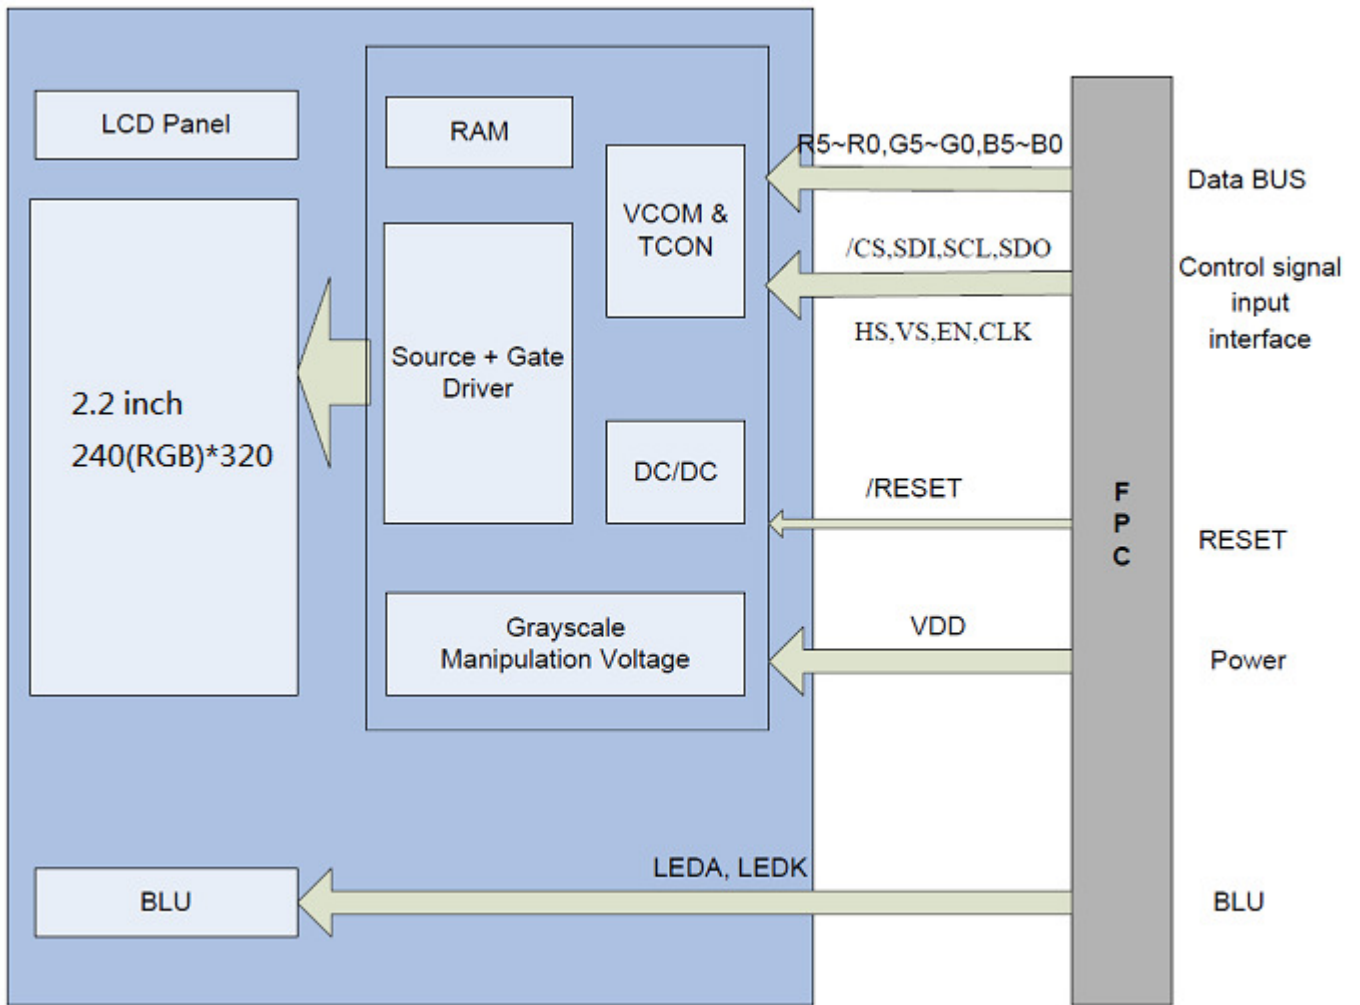 LCD Panel
RAM
R5~R0,G5~G0,B5~B0
Data BUS
VCOM &
TCON
/CS,SDI,SCL,SDO
Control signal
input
interface
HS,VS,EN,CLK
Source + Gate
Driver
2.2 inch
240(RGB)*320
DC/DC
/RESET
F
P
C
RESET
Grayscale
Manipulation Voltage
VDD
Power
LEDA, LEDK
BLU
BLU